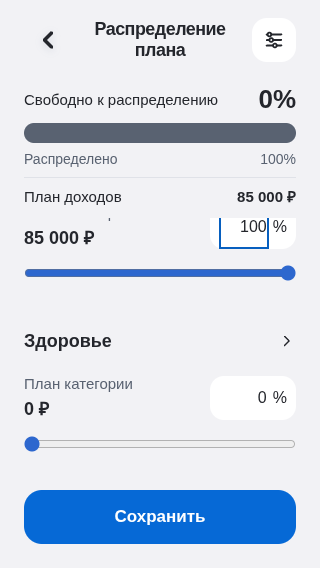 Распределение
плана
Свободно к распределению 0%
Распределено 100%
План доходов 85 000 ₽
85 000 ₽ 100 %
Здоровье
План категории
0 ₽ 0 %
Сохранить